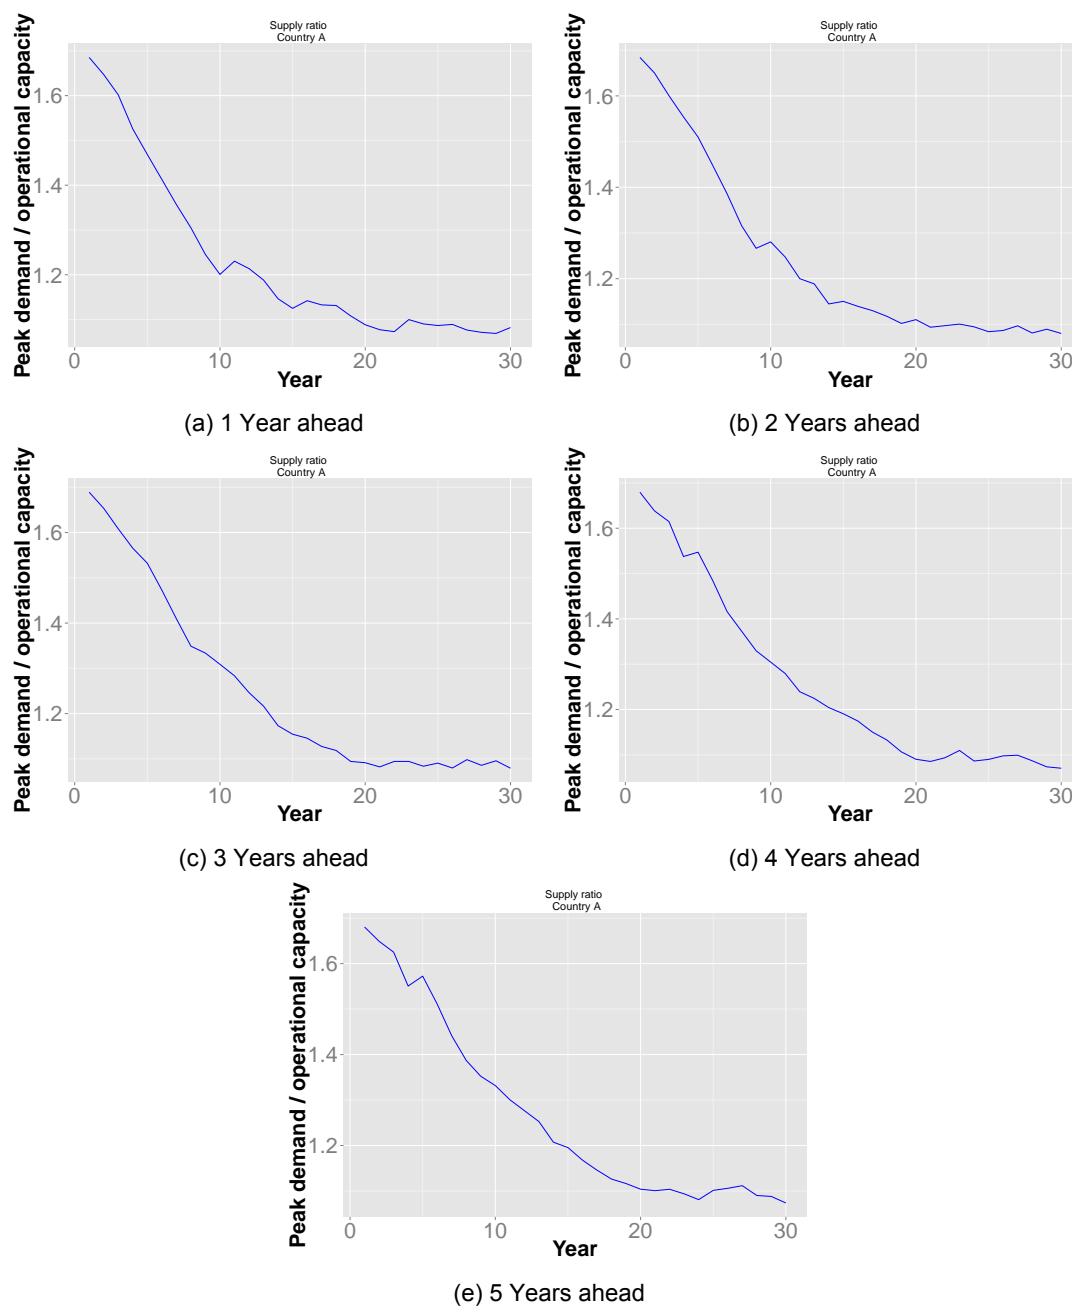 Supply ratio
Country A
Peak demand / operational capacity
1.6
1.4
1.2
0 10 20 30
Year
(a) 1 Year ahead
Supply ratio
Country A
Peak demand / operational capacity
1.6
1.4
1.2
0 10 20 30
Year
(b) 2 Years ahead
Supply ratio
Country A
Peak demand / operational capacity
1.6
1.4
1.2
0 10 20 30
Year
(c) 3 Years ahead
Supply ratio
Country A
Peak demand / operational capacity
1.6
1.4
1.2
0 10 20 30
Year
(d) 4 Years ahead
Supply ratio
Country A
Peak demand / operational capacity
1.6
1.4
1.2
0 10 20 30
Year
(e) 5 Years ahead